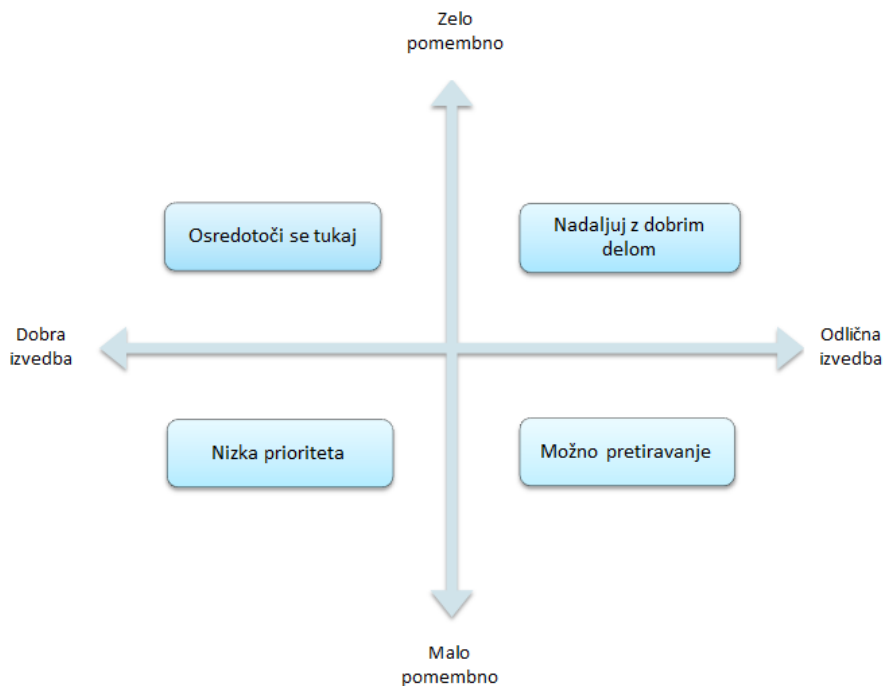 Zelo
pomembno
Osredotoči se tukaj
Nadaljuj z dobrim
delom
Dobra
izvedba
Odlična
izvedba
Nizka prioriteta
Možno pretiravanje
Malo
pomembno